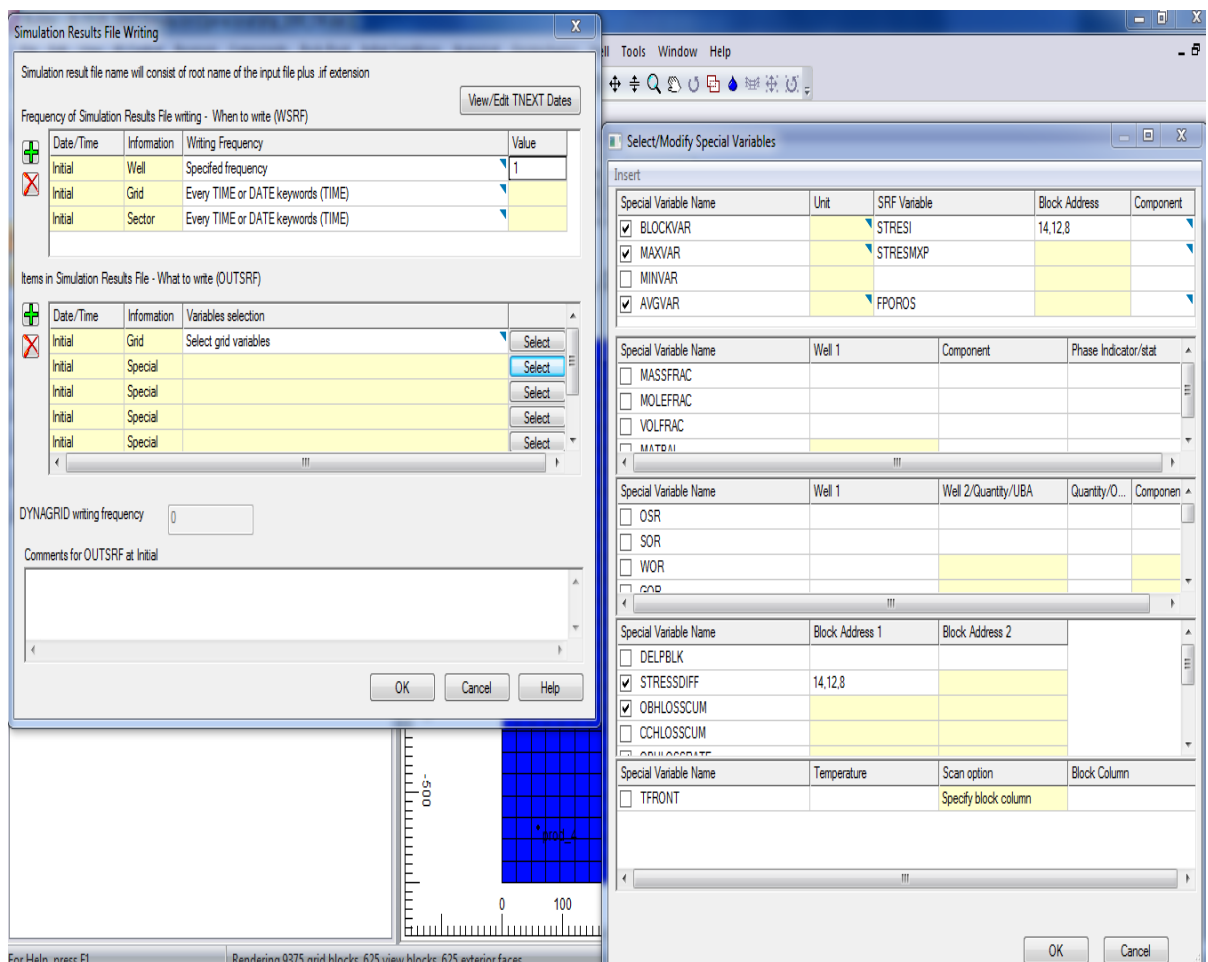 Simulation Results File Writing
X
Simulation result file name will consist of root name of the input file plus .irf extension
View/Edit TNEXT Dates
Frequency of Simulation Results File writing - When to write (WSRF)
Date/Time Information Writing Frequency Value
Initial Well Specifed frequency 1
Initial Grid Every TIME or DATE keywords (TIME)
Initial Sector Every TIME or DATE keywords (TIME)
Items in Simulation Results File - What to write (OUTSRF)
Date/Time Information Variables selection
Initial Grid Select grid variables Select
Initial Special Select
Initial Special Select
Initial Special Select
Initial Special Select
DYNAGRID writing frequency 0
Comments for OUTSRF at Initial
OK Cancel Help
-500
prod_4
0 100
For Help, press F1
Rendering 9375 grid blocks, 625 view blocks, 625 exterior faces
Tools Window Help
Select/Modify Special Variables
Insert
Special Variable Name Unit SRF Variable Block Address Component
BLOCKVAR STRESI 14,12,8
MAXVAR STRESMXP
MINVAR
AVGVAR FPOROS
Special Variable Name Well 1 Component Phase Indicator/stat
MASSFRAC
MOLEFRAC
VOLFRAC
MATBAL
Special Variable Name Well 1 Well 2/Quantity/UBA Quantity/O... Componen
OSR
SOR
WOR
GOR
Special Variable Name Block Address 1 Block Address 2
DELPBLK
STRESSDIFF 14,12,8
OBHLOSSCUM
CCHLOSSCUM
OBHLOSSRATE
Special Variable Name Temperature Scan option Block Column
TFRONT Specify block column
OK Cancel